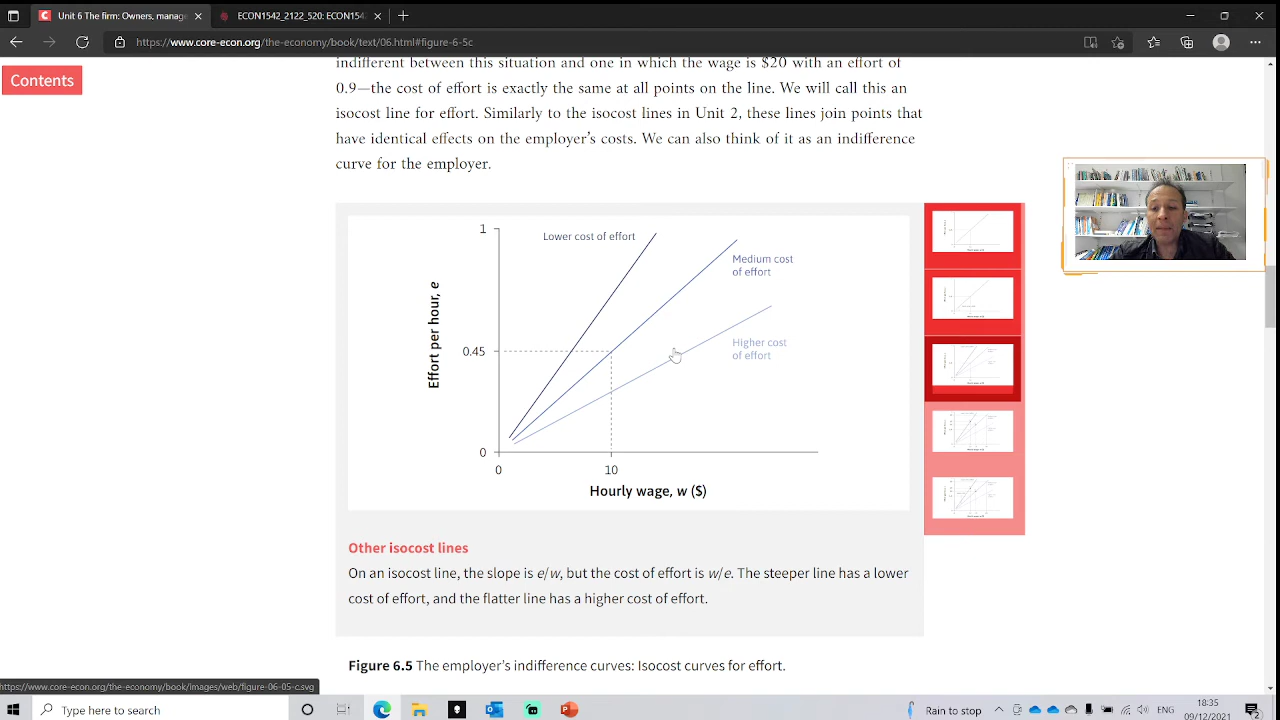 Unit 6 The firm: Owners, manage
ECON1542_2122_520: ECON154
https://www.core-econ.org/the-economy/book/text/06.html#figure-6-5c
Contents
indifferent between this situation and one in which the wage is $20 with an effort of
0.9—the cost of effort is exactly the same at all points on the line. We will call this an
isocost line for effort. Similarly to the isocost lines in Unit 2, these lines join points that
have identical effects on the employer's costs. We can also think of it as an indifference
curve for the employer.
1
Lower cost of effort
Medium cost
of effort
Effort per hour, e
Higher cost
of effort
0.45
0
0
10
Hourly wage, w ($)
Other isocost lines
On an isocost line, the slope is e/w, but the cost of effort is w/e. The steeper line has a lower
cost of effort, and the flatter line has a higher cost of effort.
Figure 6.5 The employer's indifference curves: Isocost curves for effort.
https://www.core-econ.org/the-economy/book/images/web/figure-06-05-c.svg
Type here to search
Rain to stop
18:35
09/12/2021
2